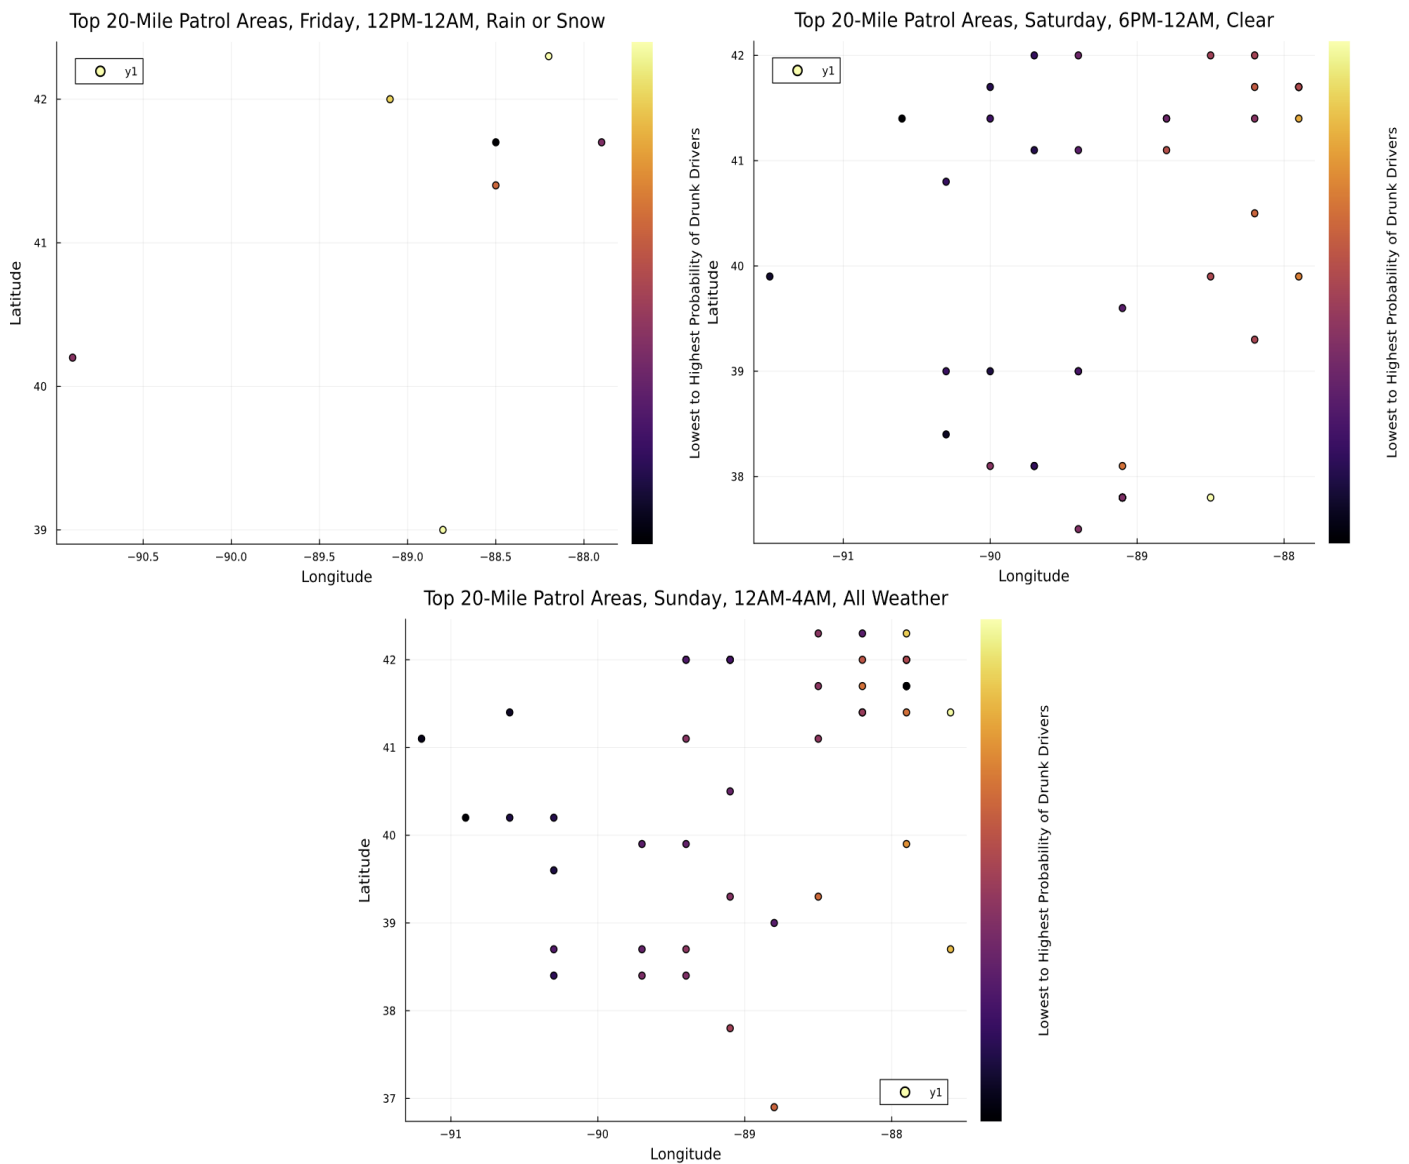 Top 20-Mile Patrol Areas, Friday, 12PM-12AM, Rain or Snow
y1
42
41
40
39
Latitude
−90.5 −90.0 −89.5 −89.0 −88.5 −88.0
Longitude
Lowest to Highest Probability of Drunk Drivers
Top 20-Mile Patrol Areas, Saturday, 6PM-12AM, Clear
y1
42
41
40
39
38
Latitude
−91 −90 −89 −88
Longitude
Lowest to Highest Probability of Drunk Drivers
Top 20-Mile Patrol Areas, Sunday, 12AM-4AM, All Weather
42
41
40
39
38
37
Latitude
y1
−91 −90 −89 −88
Longitude
Lowest to Highest Probability of Drunk Drivers